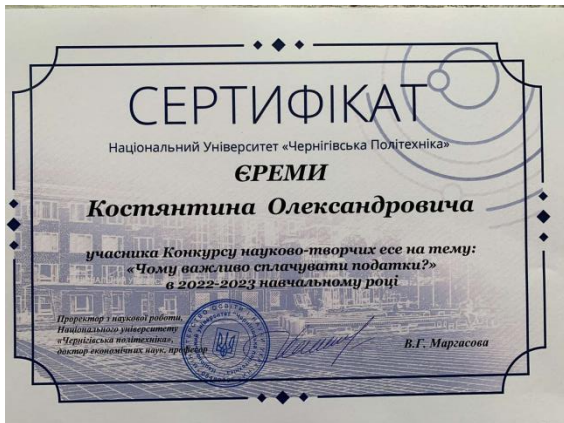 СЕРТИФІКАТ
Національний Університет «Чернігівська Політехніка»
ЄРЕМИ
Костянтина Олександровича
учасника Конкурсу науково-творчих есе на тему:
«Чому важливо сплачувати податки?»
в 2022-2023 навчальному році
Проректор з наукової роботи,
Національного університету
«Чернігівська політехніка»,
доктор економічних наук, професор
В.Г. Маргасова